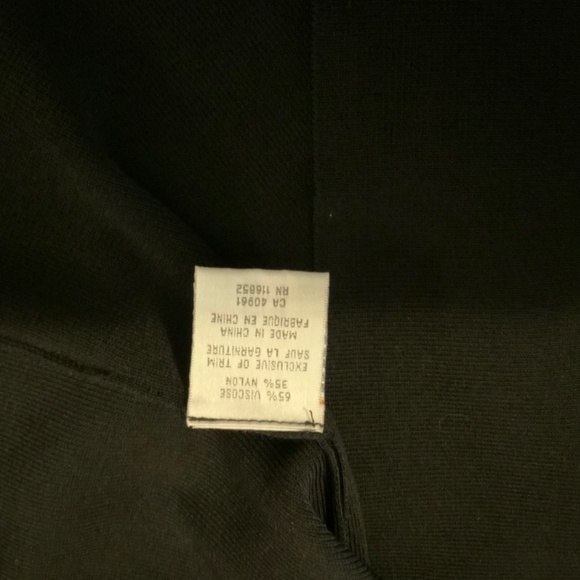 65% VISCOSE
35% NYLON
EXCLUSIVE OF TRIM
SAUF LA GARNITURE
MADE IN CHINA
FABRIQUE EN CHINE
CA 40961
RN 116852